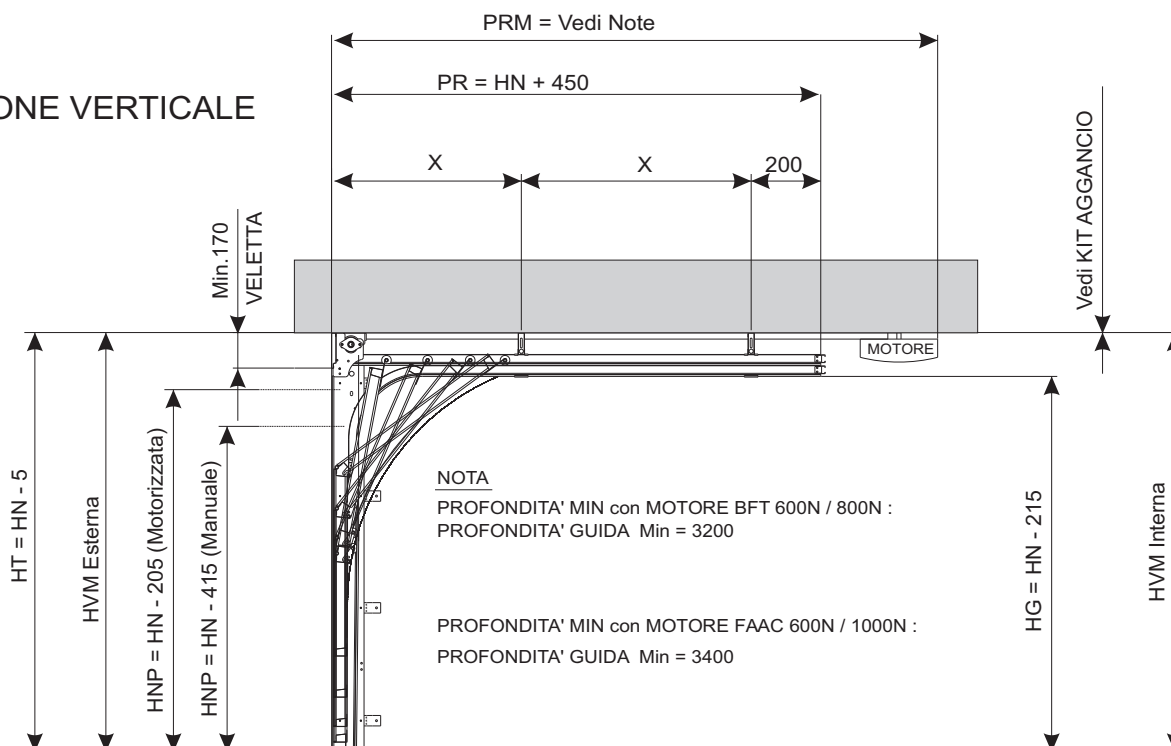 PRM = Vedi Note
PR = HN + 450
ONE VERTICALE
X
X
200
Min.170
VELETTA
Vedi KIT AGGANCIO
MOTORE
HT = HN - 5
HVM Esterna
HNP = HN - 205 (Motorizzata)
HNP = HN - 415 (Manuale)
NOTA
PROFONDITA' MIN con MOTORE BFT 600N / 800N :
PROFONDITA' GUIDA Min = 3200
PROFONDITA' MIN con MOTORE FAAC 600N / 1000N :
PROFONDITA' GUIDA Min = 3400
HG = HN - 215
HVM Interna